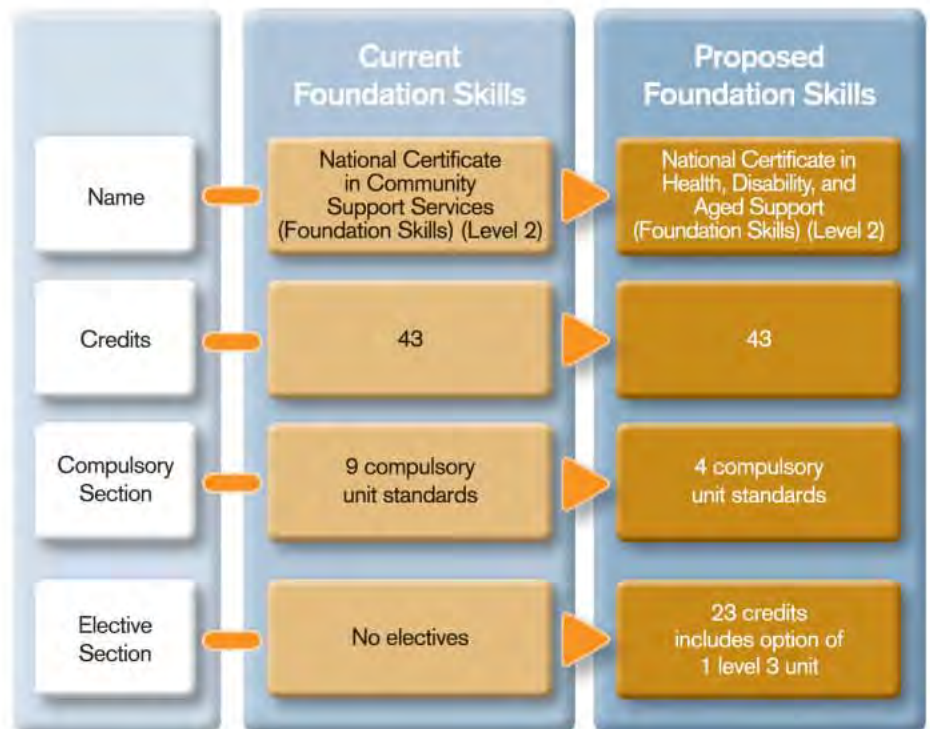 Current
Foundation Skills
Proposed
Foundation Skills
Name
National Certificate
in Community
Support Services
(Foundation Skills) (Level 2)
National Certificate in
Health, Disability, and
Aged Support
(Foundation Skills) (Level 2)
Credits
43
43
Compulsory
Section
9 compulsory
unit standards
4 compulsory
unit standards
Elective
Section
No electives
23 credits
includes option of
1 level 3 unit